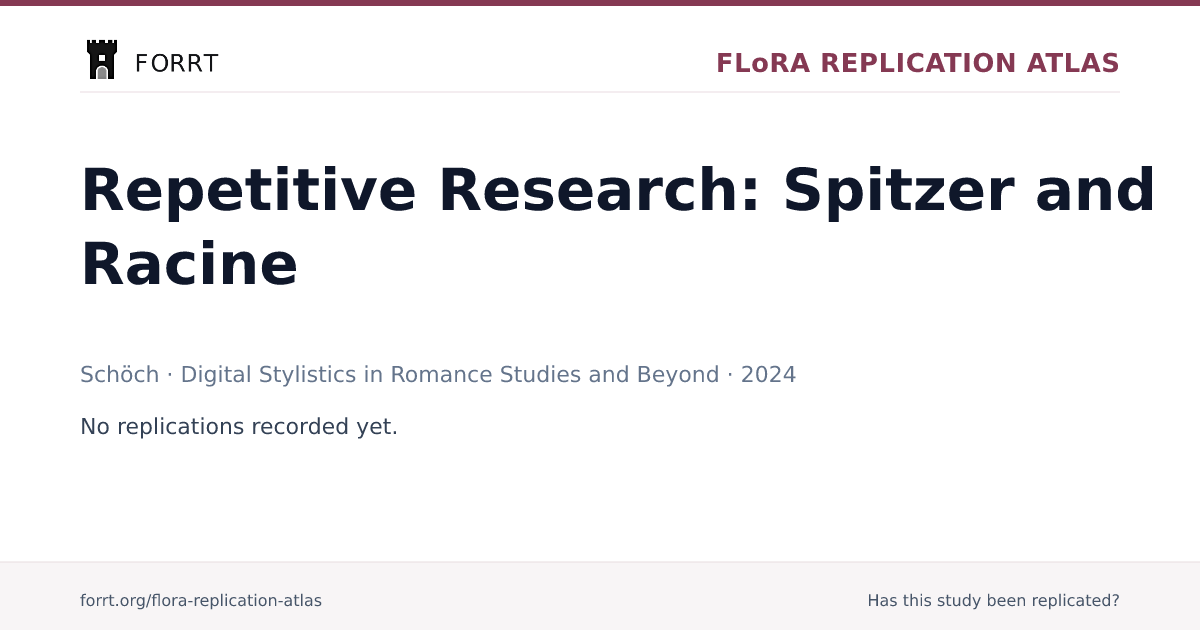 FORRT
FLoRA REPLICATION ATLAS
Repetitive Research: Spitzer and
Racine
Schöch · Digital Stylistics in Romance Studies and Beyond · 2024
No replications recorded yet.
forrt.org/flora-replication-atlas
Has this study been replicated?